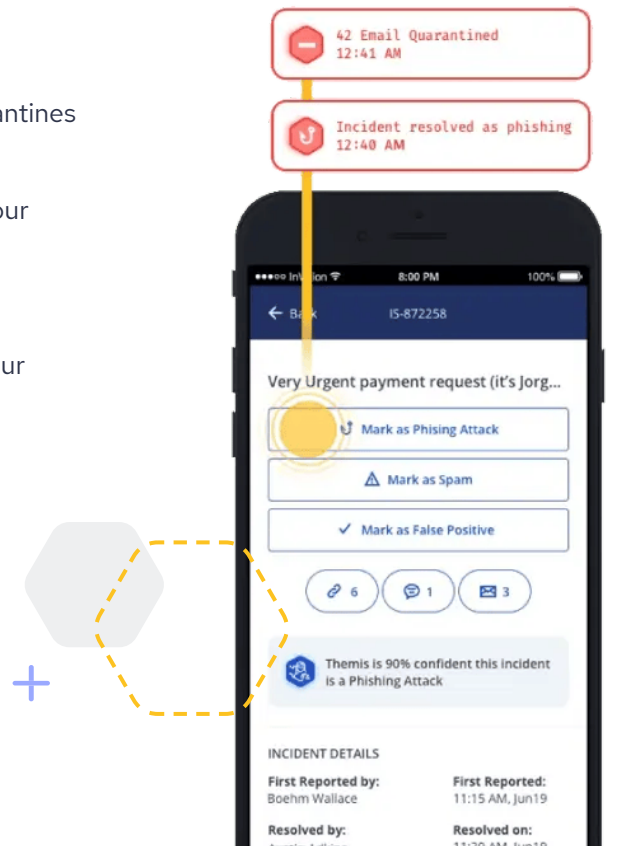 42 Email Quarantined
12:41 AM
antines
Incident resolved as phishing
12:40 AM
our
8:00 PM
100%
Back
IS-872258
ur
Very Urgent payment request (it's Jorg...
Mark as Phising Attack
Mark as Spam
Mark as False Positive
6
1
3
Themis is 90% confident this incident
is a Phishing Attack
INCIDENT DETAILS
First Reported by:
First Reported:
Boehm Wallace
11:15 AM, Jun19
Resolved by:
Resolved on: